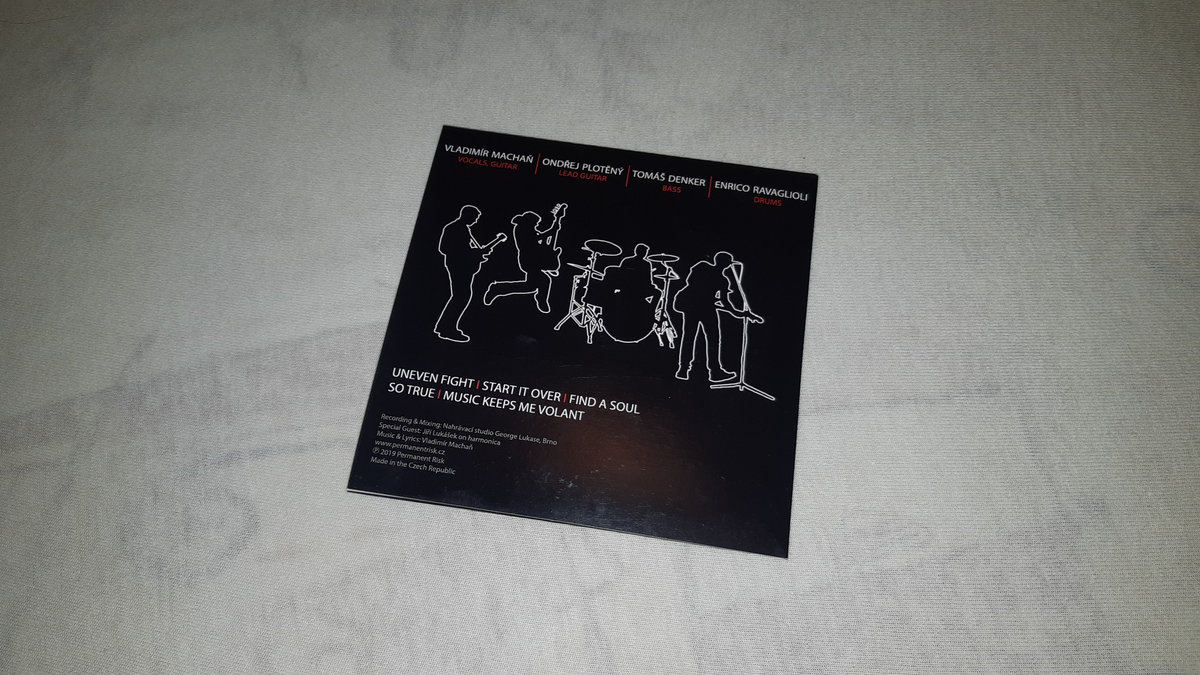 VLADIMÍR MACHAŇ | ONDŘEJ PLOTĚNÝ | TOMÁŠ DENKER | ENRICO RAVAGLIOLI
VOCALS, GUITAR LEAD GUITAR BASS DRUMS
UNEVEN FIGHT | START IT OVER | FIND A SOUL
SO TRUE | MUSIC KEEPS ME VOLANT
Recording & Mixing: Nahrávací studio George Lukase, Brno
Special Guest: Jiří Lukášek on harmonica
Music & Lyrics: Vladimír Machaň
www.permanentrisk.cz
℗ 2019 Permanent Risk
Made in the Czech Republic